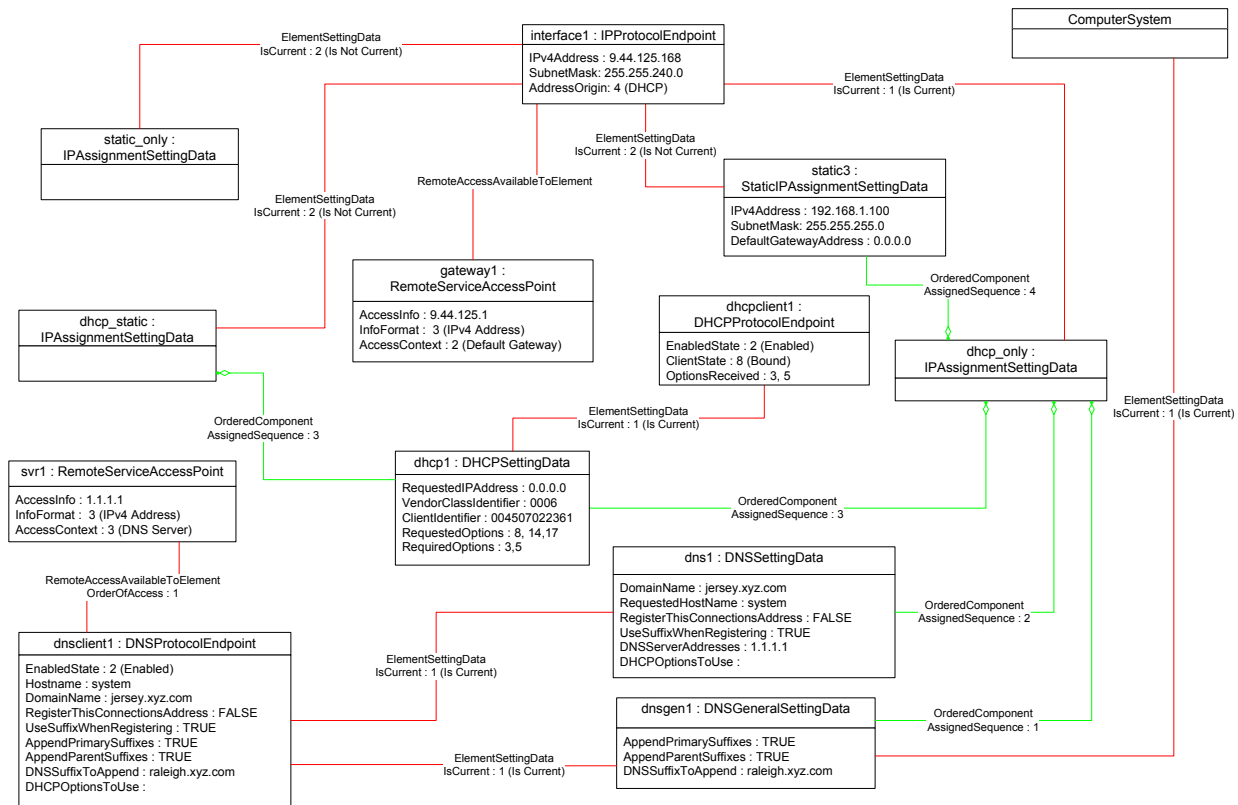 ComputerSystem
interface1 : IPProtocolEndpoint
IPv4Address : 9.44.125.168
SubnetMask: 255.255.240.0
AddressOrigin: 4 (DHCP)
ElementSettingData
IsCurrent : 2 (Is Not Current)
ElementSettingData
IsCurrent : 1 (Is Current)
static_only :
IPAssignmentSettingData
ElementSettingData
IsCurrent : 2 (Is Not Current)
RemoteAccessAvailableToElement
ElementSettingData
IsCurrent : 2 (Is Not Current)
static3 :
StaticIPAssignmentSettingData
IPv4Address : 192.168.1.100
SubnetMask: 255.255.255.0
DefaultGatewayAddress : 0.0.0.0
gateway1 :
RemoteServiceAccessPoint
AccessInfo : 9.44.125.1
InfoFormat :  3 (IPv4 Address)
AccessContext : 2 (Default Gateway)
OrderedComponent
AssignedSequence : 4
dhcpclient1 :
DHCPProtocolEndpoint
EnabledState : 2 (Enabled)
ClientState : 8 (Bound)
OptionsReceived : 3, 5
dhcp_static :
IPAssignmentSettingData
dhcp_only :
IPAssignmentSettingData
ElementSettingData
IsCurrent : 1 (Is Current)
ElementSettingData
IsCurrent : 1 (Is Current)
OrderedComponent
AssignedSequence : 3
svr1 : RemoteServiceAccessPoint
AccessInfo : 1.1.1.1
InfoFormat :  3 (IPv4 Address)
AccessContext : 3 (DNS Server)
dhcp1 : DHCPSettingData
RequestedIPAddress : 0.0.0.0
VendorClassIdentifier : 0006
ClientIdentifier : 004507022361
RequestedOptions : 8, 14,17
RequiredOptions : 3,5
OrderedComponent
AssignedSequence : 3
RemoteAccessAvailableToElement
OrderOfAccess : 1
dns1 : DNSSettingData
DomainName : jersey.xyz.com
RequestedHostName : system
RegisterThisConnectionsAddress : FALSE
UseSuffixWhenRegistering : TRUE
DNSServerAddresses : 1.1.1.1
DHCPOptionsToUse :
OrderedComponent
AssignedSequence : 2
dnsclient1 : DNSProtocolEndpoint
EnabledState : 2 (Enabled)
Hostname : system
DomainName : jersey.xyz.com
RegisterThisConnectionsAddress : FALSE
UseSuffixWhenRegistering : TRUE
AppendPrimarySuffixes : TRUE
AppendParentSuffixes : TRUE
DNSSuffixToAppend : raleigh.xyz.com
DHCPOptionsToUse :
ElementSettingData
IsCurrent : 1 (Is Current)
ElementSettingData
IsCurrent : 1 (Is Current)
dnsgen1 : DNSGeneralSettingData
AppendPrimarySuffixes : TRUE
AppendParentSuffixes : TRUE
DNSSuffixToAppend : raleigh.xyz.com
OrderedComponent
AssignedSequence : 1